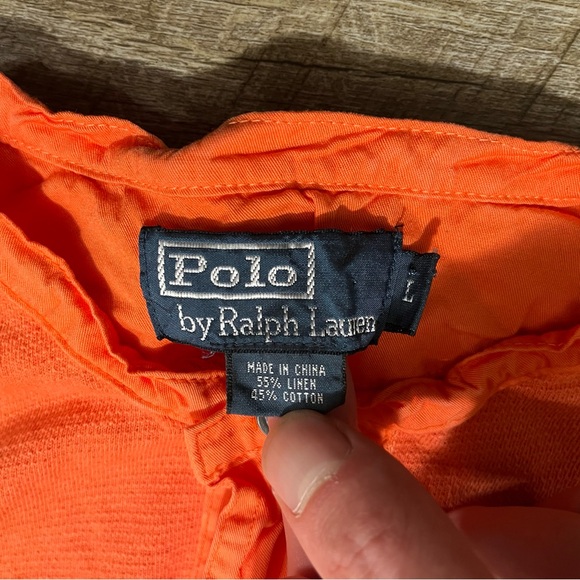 Polo
by Ralph Lauren
L
MADE IN CHINA
55% LINEN
45% COTTON